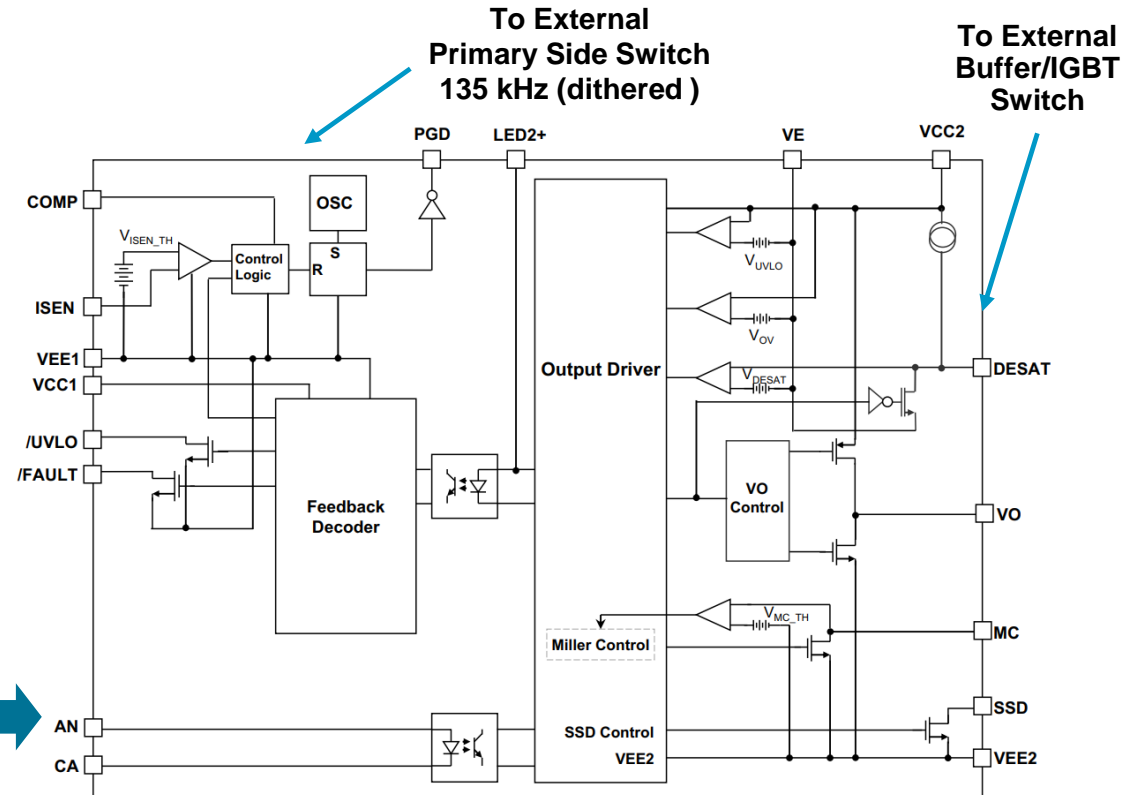 To External
Primary Side Switch
135 kHz (dithered )
To External
Buffer/IGBT
Switch
PGD
LED2+
VE
VCC2
COMP
OSC
VISEN_TH
S
R
Control
Logic
VUVLO
ISEN
VOV
VEE1
VCC1
Output Driver
VDESAT
DESAT
/UVLO
/FAULT
Feedback
Decoder
VO
Control
VO
VMC_TH
Miller Control
MC
AN
SSD Control
SSD
CA
VEE2
VEE2